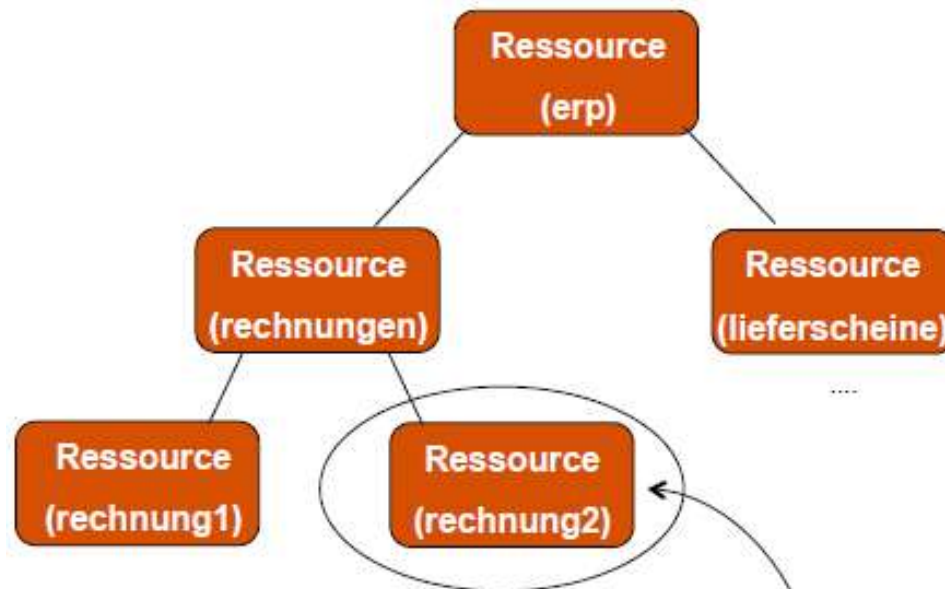 Ressource
(erp)
Ressource
(rechnungen)
Ressource
(lieferscheine)
....
Ressource
(rechnung1)
Ressource
(rechnung2)